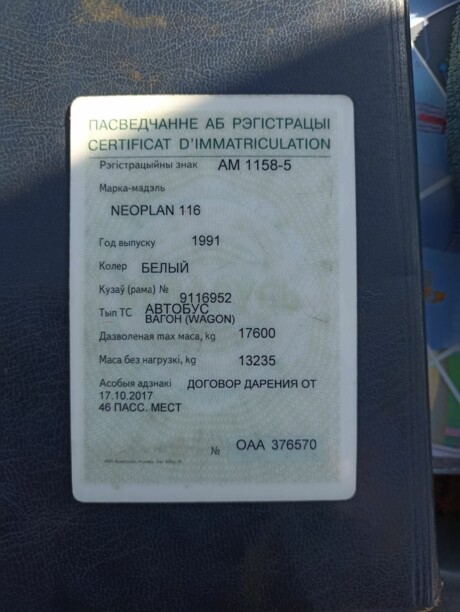 ПАСВЕДЧАННЕ АБ РЭГІСТРАЦЫІ
CERTIFICAT D'IMMATRICULATION
Рэгістрацыйны знак АМ 1158-5
Марка-мадэль
NEOPLAN 116
Год выпуску 1991
Колер БЕЛЫЙ
Кузаў (рама) № 9116952
Тып ТС АВТОБУС
ВАГОН (WAGON)
Дазволеная max маса, kg 17600
Маса без нагрузкі, kg 13235
Асобыя адзнакі ДОГОВОР ДАРЕНИЯ ОТ
17.10.2017
46 ПАСС. МЕСТ
№ ОАА 376570